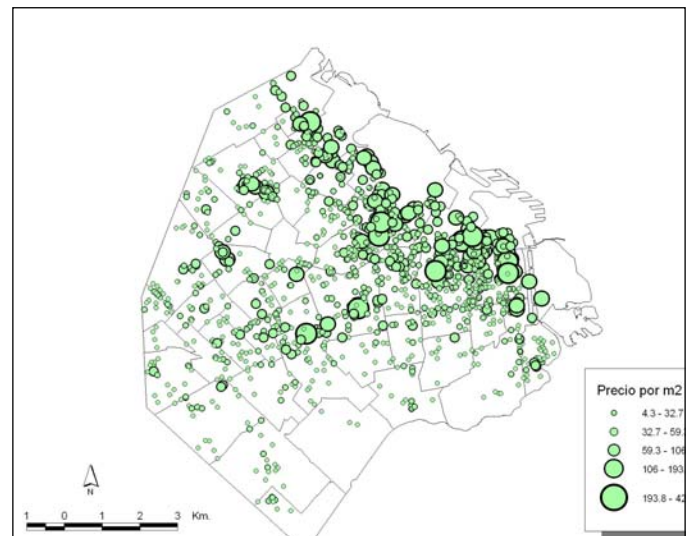 Precio por m2
4.3 - 32.7
32.7 - 59.
59.3 - 106
106 - 193.
193.8 - 42
N
1 0 1 2 3 Km.